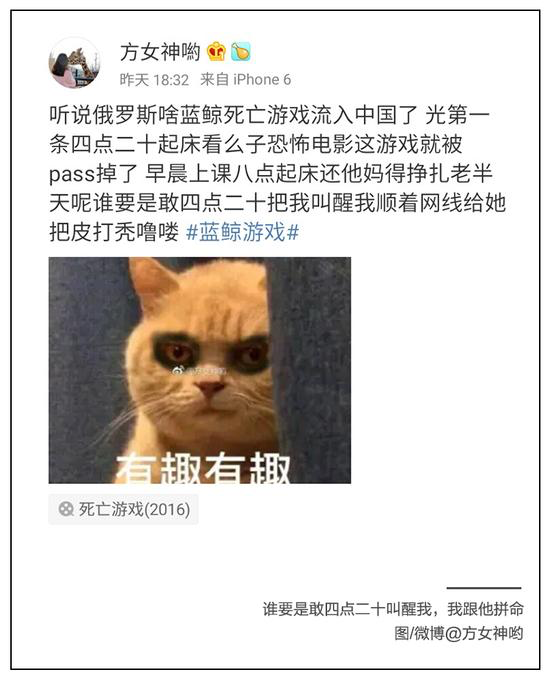 方女神哟
昨天 18:32 来自 iPhone 6
听说俄罗斯啥蓝鲸死亡游戏流入中国了 光第一
条四点二十起床看么子恐怖电影这游戏就被
pass掉了 早晨上课八点起床还他妈得挣扎老半
天呢谁要是敢四点二十把我叫醒我顺着网线给她
把皮打秃噜喽 #蓝鲸游戏#
有趣有趣
死亡游戏(2016)
谁要是敢四点二十叫醒我，我跟他拼命
图/微博@方女神哟